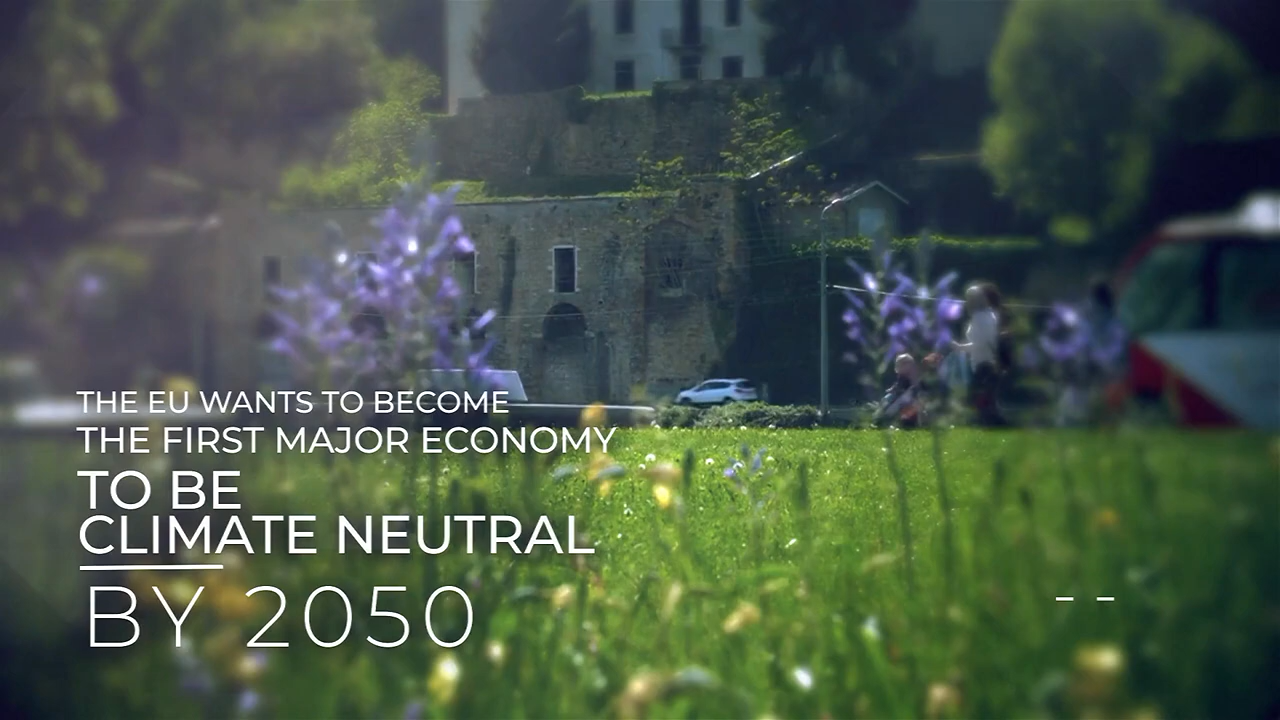 THE EU WANTS TO BECOME
THE FIRST MAJOR ECONOMY
TO BE
CLIMATE NEUTRAL
BY 2050